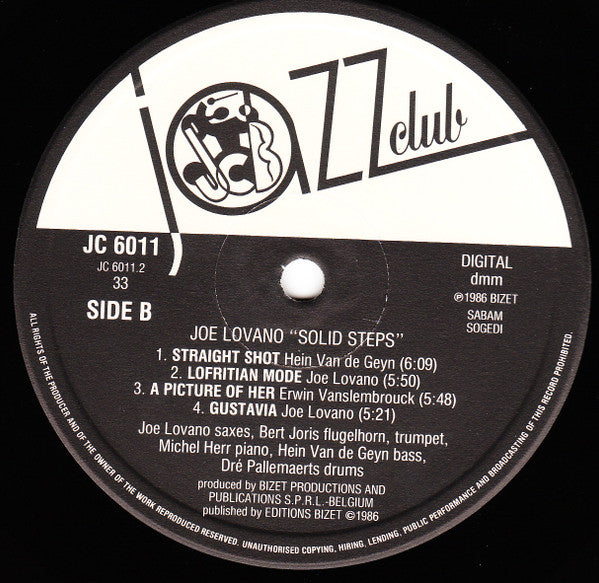 jazz club
JCB
JC 6011
JC 6011.2
33
SIDE B
DIGITAL
dmm
℗1986 BIZET
SABAM
SOGEDI
JOE LOVANO "SOLID STEPS"
1. STRAIGHT SHOT Hein Van de Geyn (6:09)
2. LOFRITIAN MODE Joe Lovano (5:50)
3. A PICTURE OF HER Erwin Vanslembrouck (5:48)
4. GUSTAVIA Joe Lovano (5:21)
Joe Lovano saxes, Bert Joris flugelhorn, trumpet,
Michel Herr piano, Hein Van de Geyn bass,
Dré Pallemaerts drums
produced by BIZET PRODUCTIONS AND
PUBLICATIONS S.P.R.L.-BELGIUM
published by EDITIONS BIZET ©1986
ALL RIGHTS OF THE PRODUCER AND OF THE OWNER OF THE WORK REPRODUCED RESERVED. UNAUTHORISED COPYING, HIRING, LENDING, PUBLIC PERFORMANCE AND BROADCASTING OF THIS RECORD PROHIBITED.